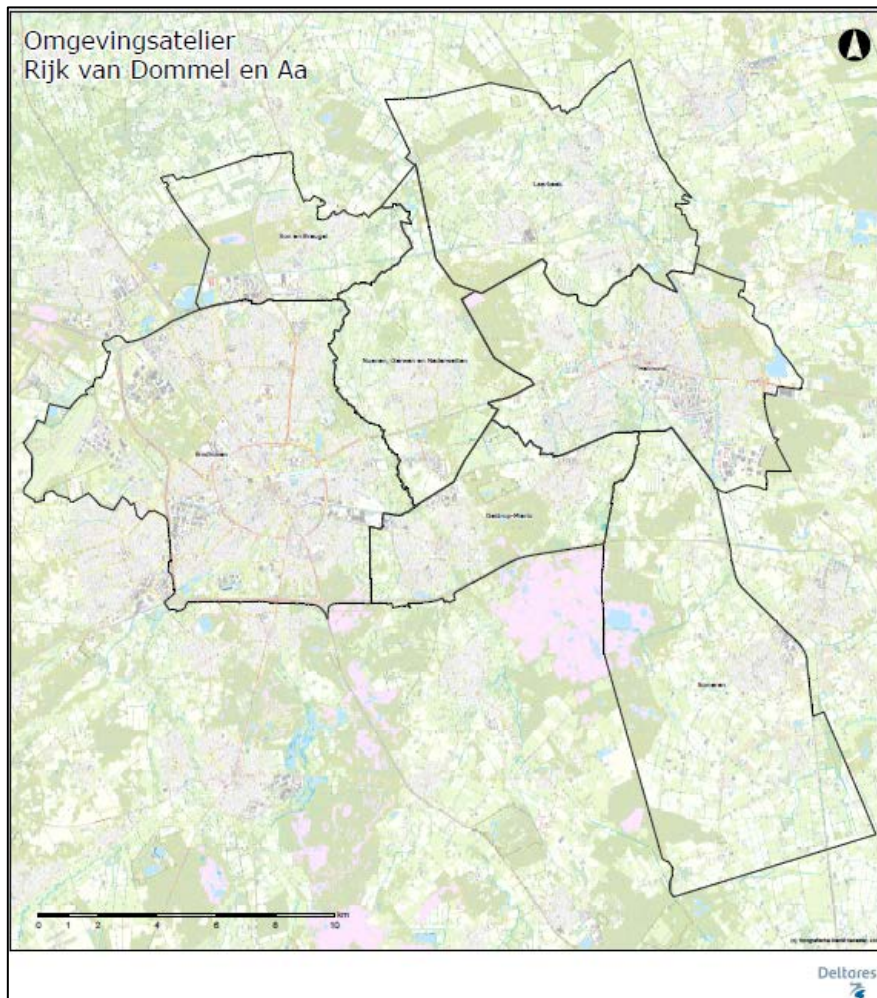 Omgevingsatelier
Rijk van Dommel en Aa
Laarbeek
Son en Breugel
Nuenen, Gerwen en Nederwetten
Helmond
Eindhoven
Geldrop-Mierlo
Someren
km
0 1 2 4 6 8 10
Deltares